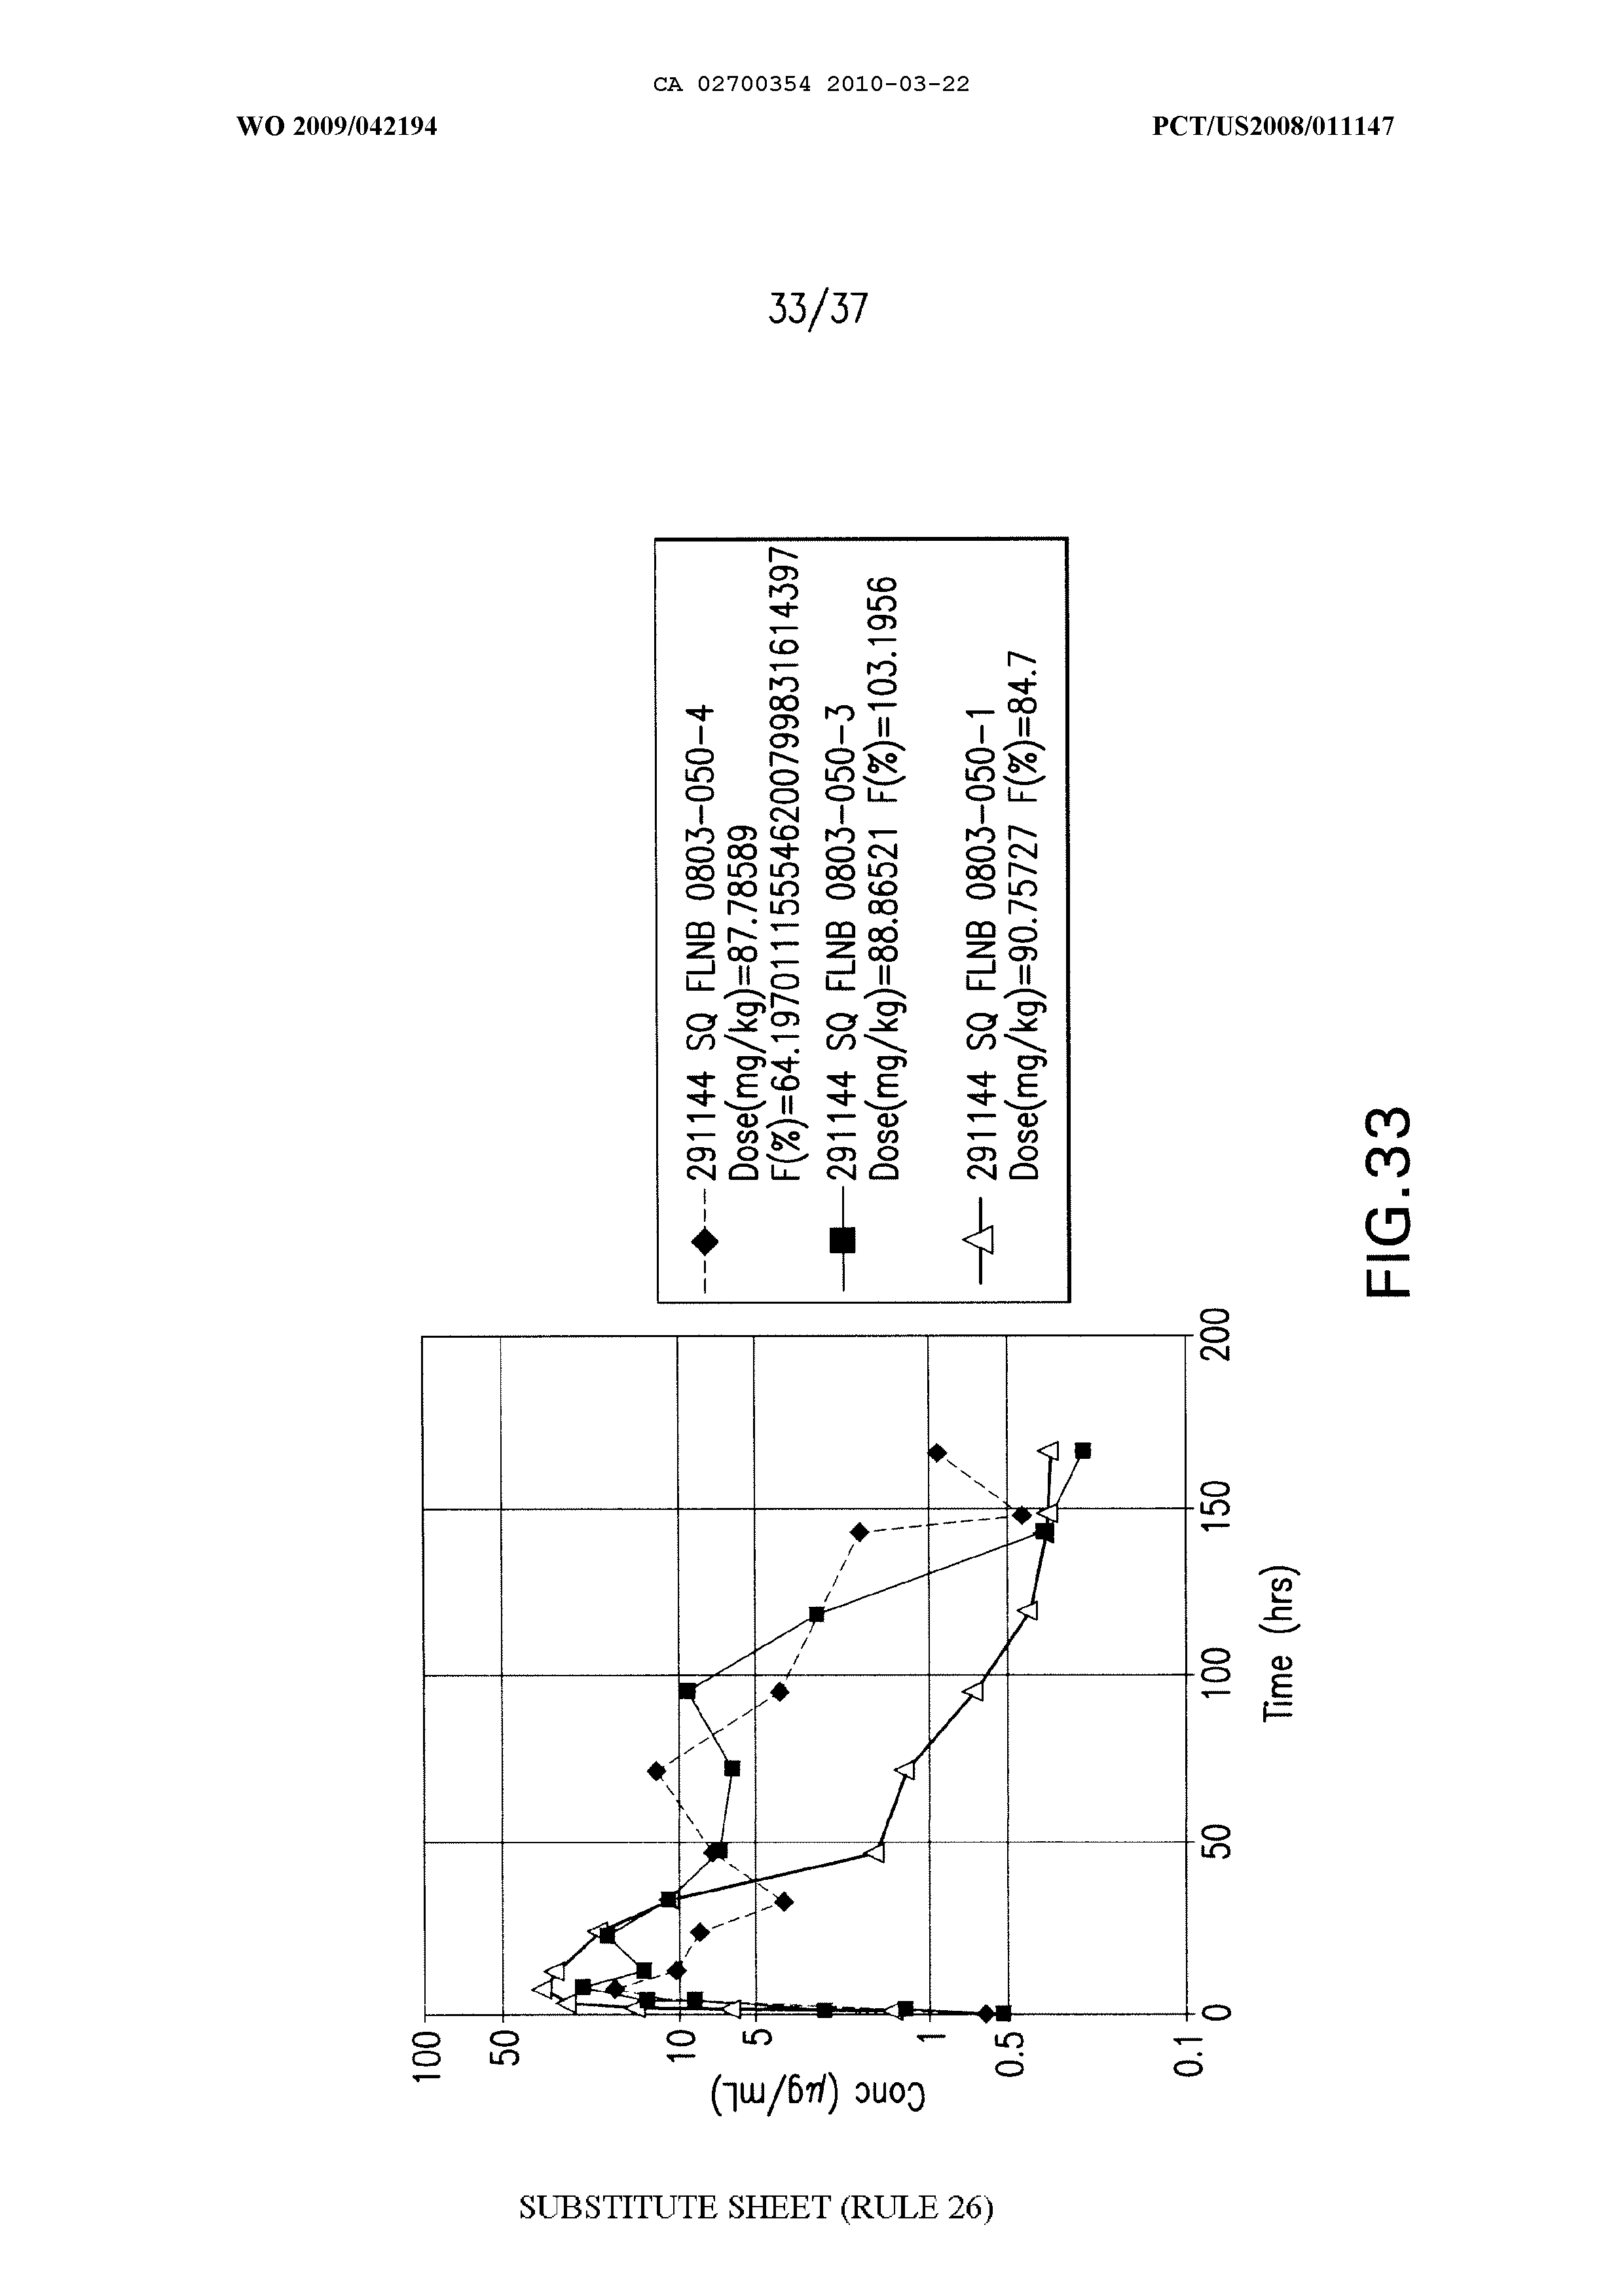 CA 02700354 2010-03-22
WO 2009/042194
PCT/US2008/011147
33/37
100
50
10
5
1
0.5
0.1
Conc (µg/mL)
0
50
100
150
200
Time (hrs)
291144 SQ FLNB 0803-050-4
Dose(mg/kg)=87.78589
F(%)=64.1970111555462007998316​14397
291144 SQ FLNB 0803-050-3
Dose(mg/kg)=88.86521 F(%)=103.1956
291144 SQ FLNB 0803-050-1
Dose(mg/kg)=90.75727 F(%)=84.7
FIG.33
SUBSTITUTE SHEET (RULE 26)